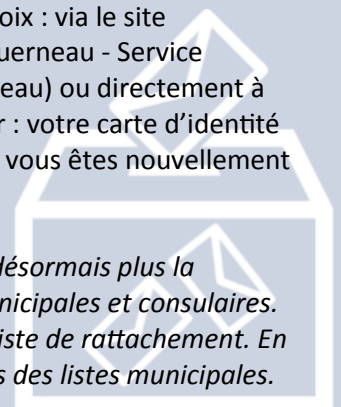 oix : via le site
uerneau - Service
eau) ou directement à
r : votre carte d'identité
vous êtes nouvellement
désormais plus la
nicipales et consulaires.
iste de rattachement. En
s des listes municipales.